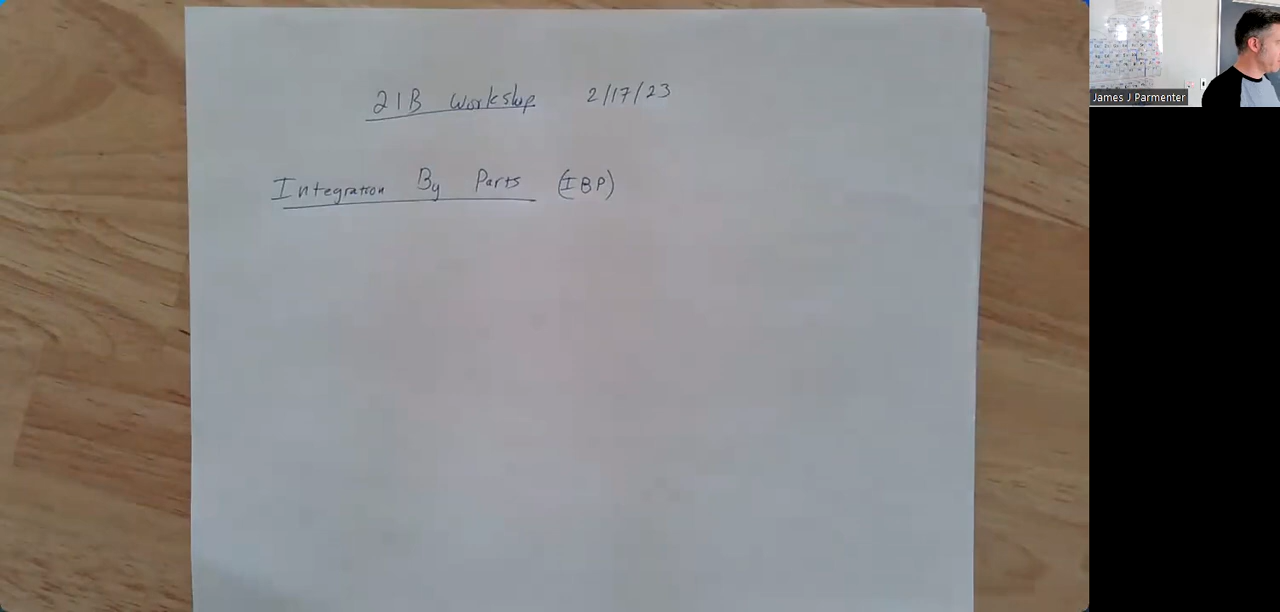 21B Workshop 2/17/23
Integration By Parts (IBP)
James J Parmenter